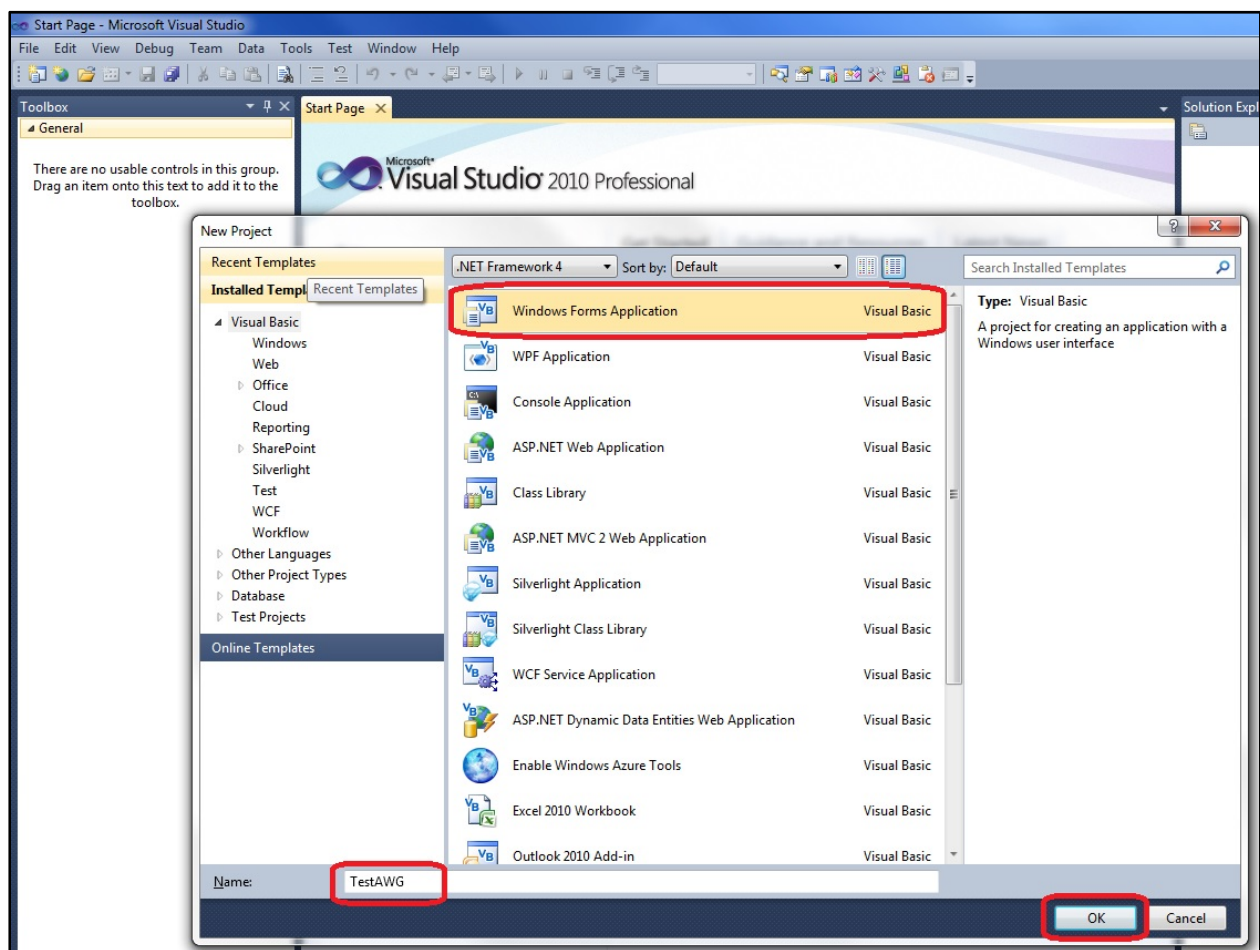 Start Page - Microsoft Visual Studio
File Edit View Debug Team Data Tools Test Window Help
Toolbox
Start Page
Solution Expl
General
There are no usable controls in this group.
Drag an item onto this text to add it to the
toolbox.
Microsoft
Visual Studio 2010 Professional
New Project
Recent Templates
.NET Framework 4 Sort by: Default
Search Installed Templates
Installed Templ
Recent Templates
Visual Basic
Windows
Web
Office
Cloud
Reporting
SharePoint
Silverlight
Test
WCF
Workflow
Other Languages
Other Project Types
Database
Test Projects
Online Templates
Windows Forms Application Visual Basic
WPF Application Visual Basic
Console Application Visual Basic
ASP.NET Web Application Visual Basic
Class Library Visual Basic
ASP.NET MVC 2 Web Application Visual Basic
Silverlight Application Visual Basic
Silverlight Class Library Visual Basic
WCF Service Application Visual Basic
ASP.NET Dynamic Data Entities Web Application Visual Basic
Enable Windows Azure Tools Visual Basic
Excel 2010 Workbook Visual Basic
Outlook 2010 Add-in Visual Basic
Type: Visual Basic
A project for creating an application with a
Windows user interface
Name: TestAWG
OK Cancel